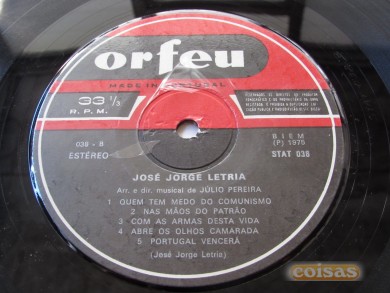 orfeu
MADE IN PORTUGAL
33 1/3
R. P. M.
038 - B
ESTÉREO
B I E M
(P) 1975
STAT 038
JOSÉ JORGE LETRIA
Arr. e dir. musical de JÚLIO PEREIRA
1 QUEM TEM MEDO DO COMUNISMO
2 NAS MÃOS DO PATRÃO
3 COM AS ARMAS DESTA VIDA
4 ABRE OS OLHOS CAMARADA
5 PORTUGAL VENCERÁ
(José Jorge Letria)
coisas